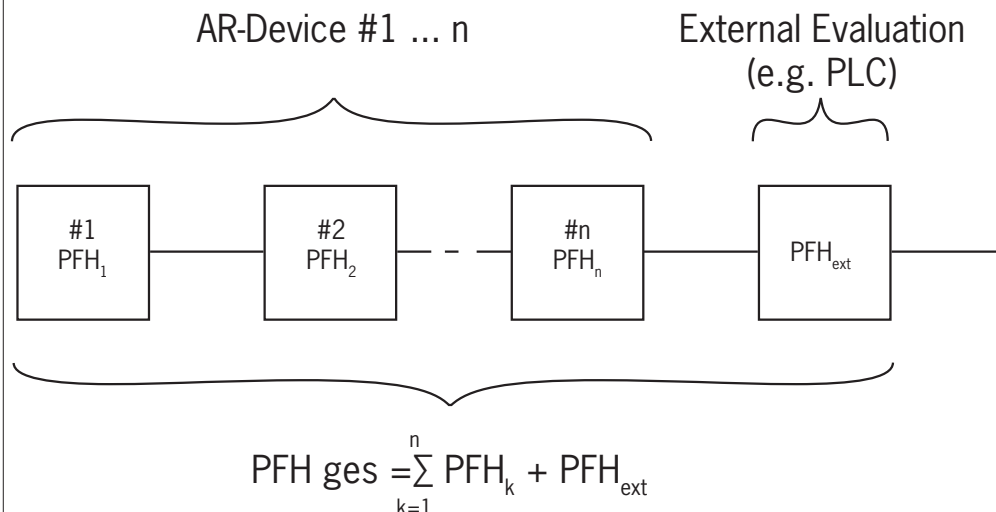 AR-Device #1 ... n
External Evaluation
(e.g. PLC)
#1
PFH₁
#2
PFH₂
#n
PFHₙ
PFHₑₓₜ
n
PFH ges =∑ PFHₖ + PFHₑₓₜ
k=1